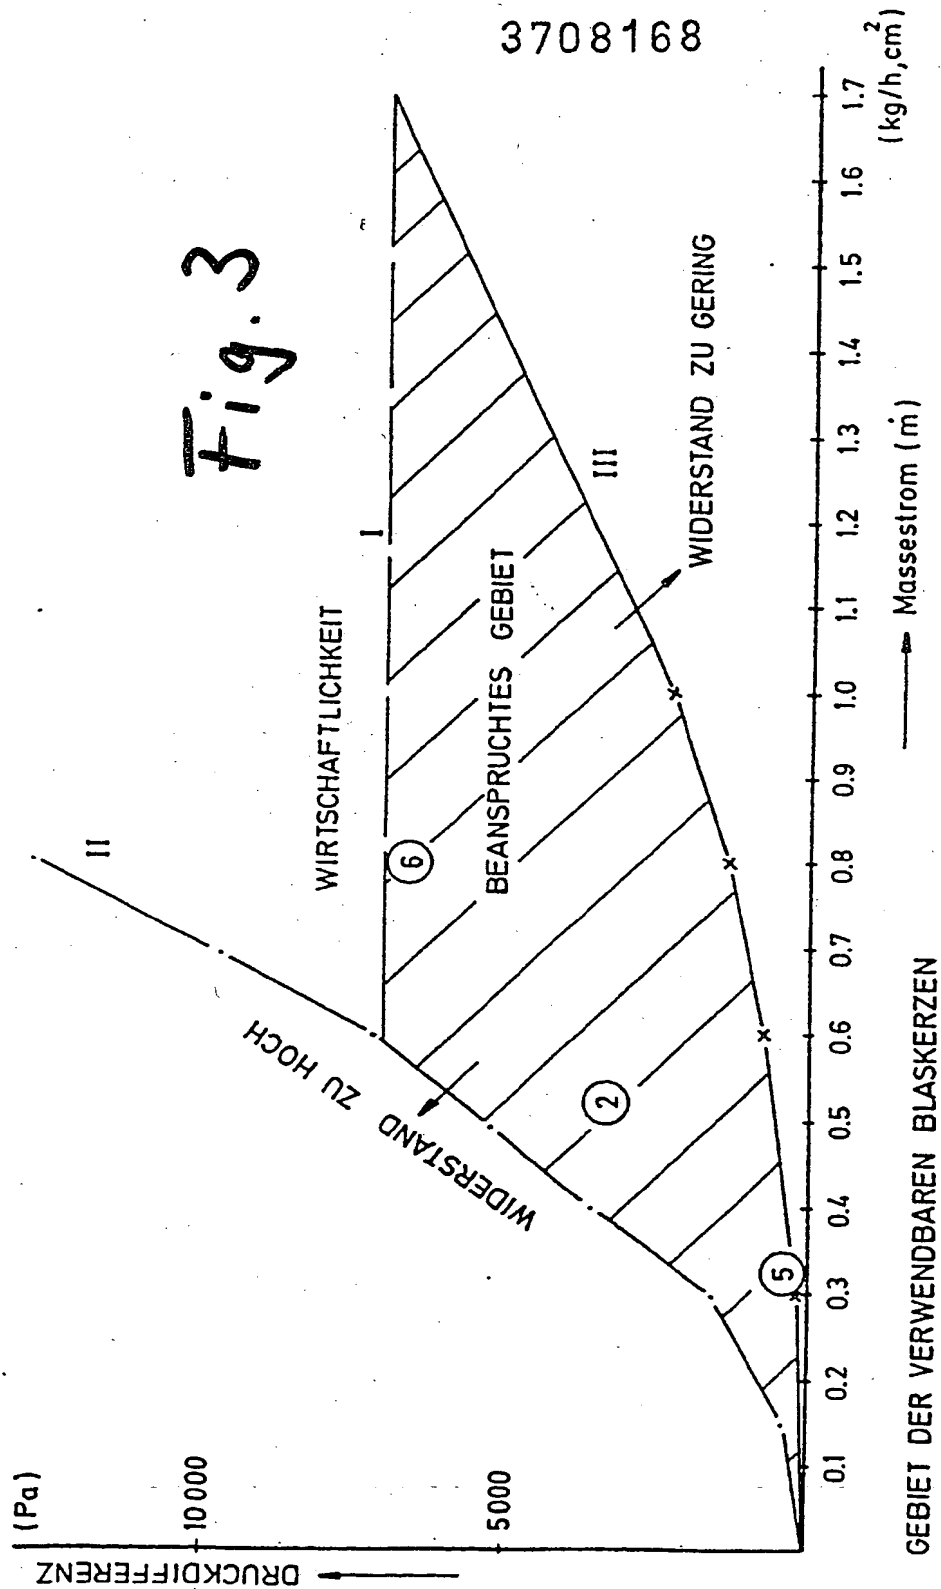 3708168
Fig. 3
(Pa)
DRUCKDIFFERENZ
10000
5000
II
WIRTSCHAFTLICHKEIT
I
6
BEANSPRUCHTES GEBIET
WIDERSTAND ZU HOCH
2
III
WIDERSTAND ZU GERING
5
0.1 0.2 0.3 0.4 0.5 0.6 0.7 0.8 0.9 1.0 1.1 1.2 1.3 1.4 1.5 1.6 1.7
Massestrom (ṁ)
(kg/h,cm²)
GEBIET DER VERWENDBAREN BLASKERZEN